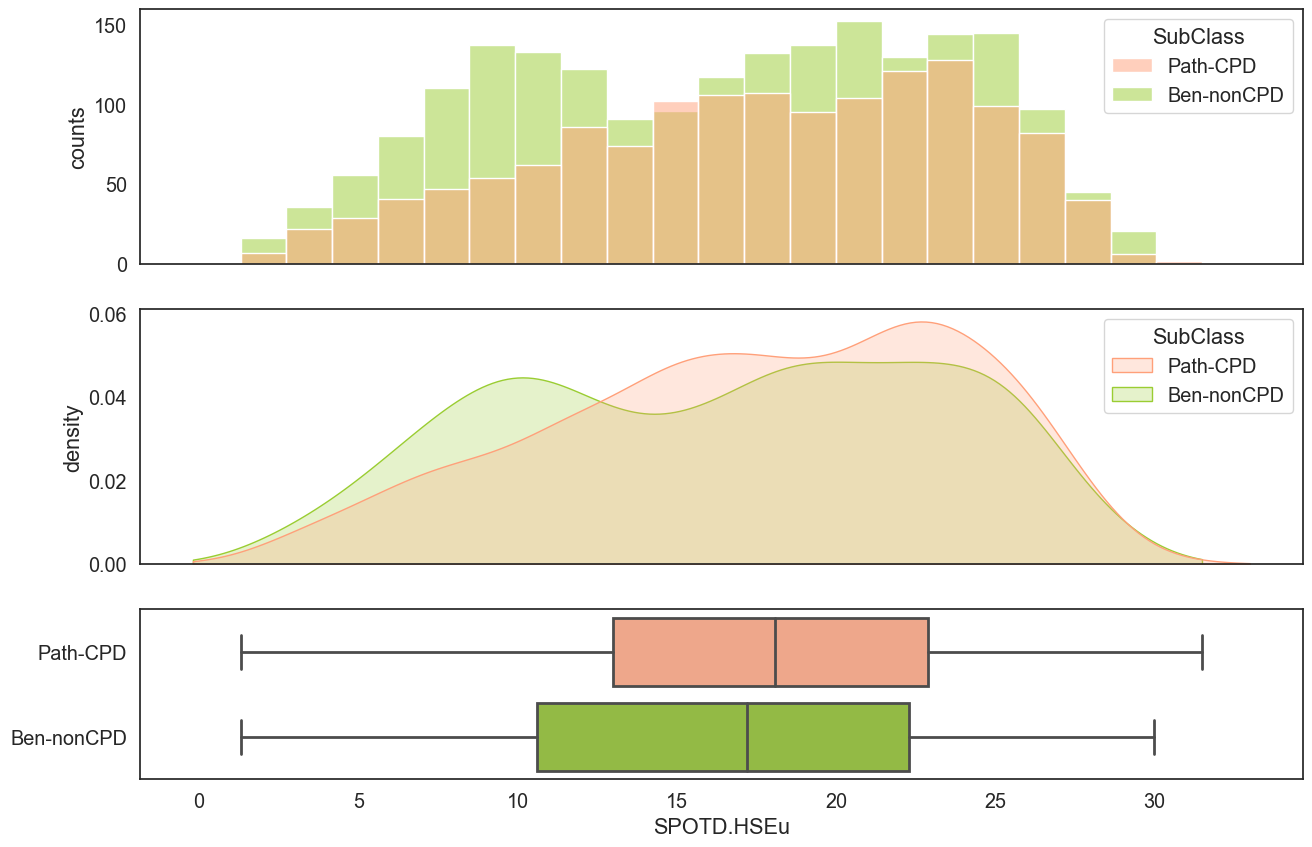 150
100
50
0
counts
SubClass
Path-CPD
Ben-nonCPD
0.06
0.04
0.02
0.00
density
SubClass
Path-CPD
Ben-nonCPD
Path-CPD
Ben-nonCPD
0 5 10 15 20 25 30
SPOTD.HSEu